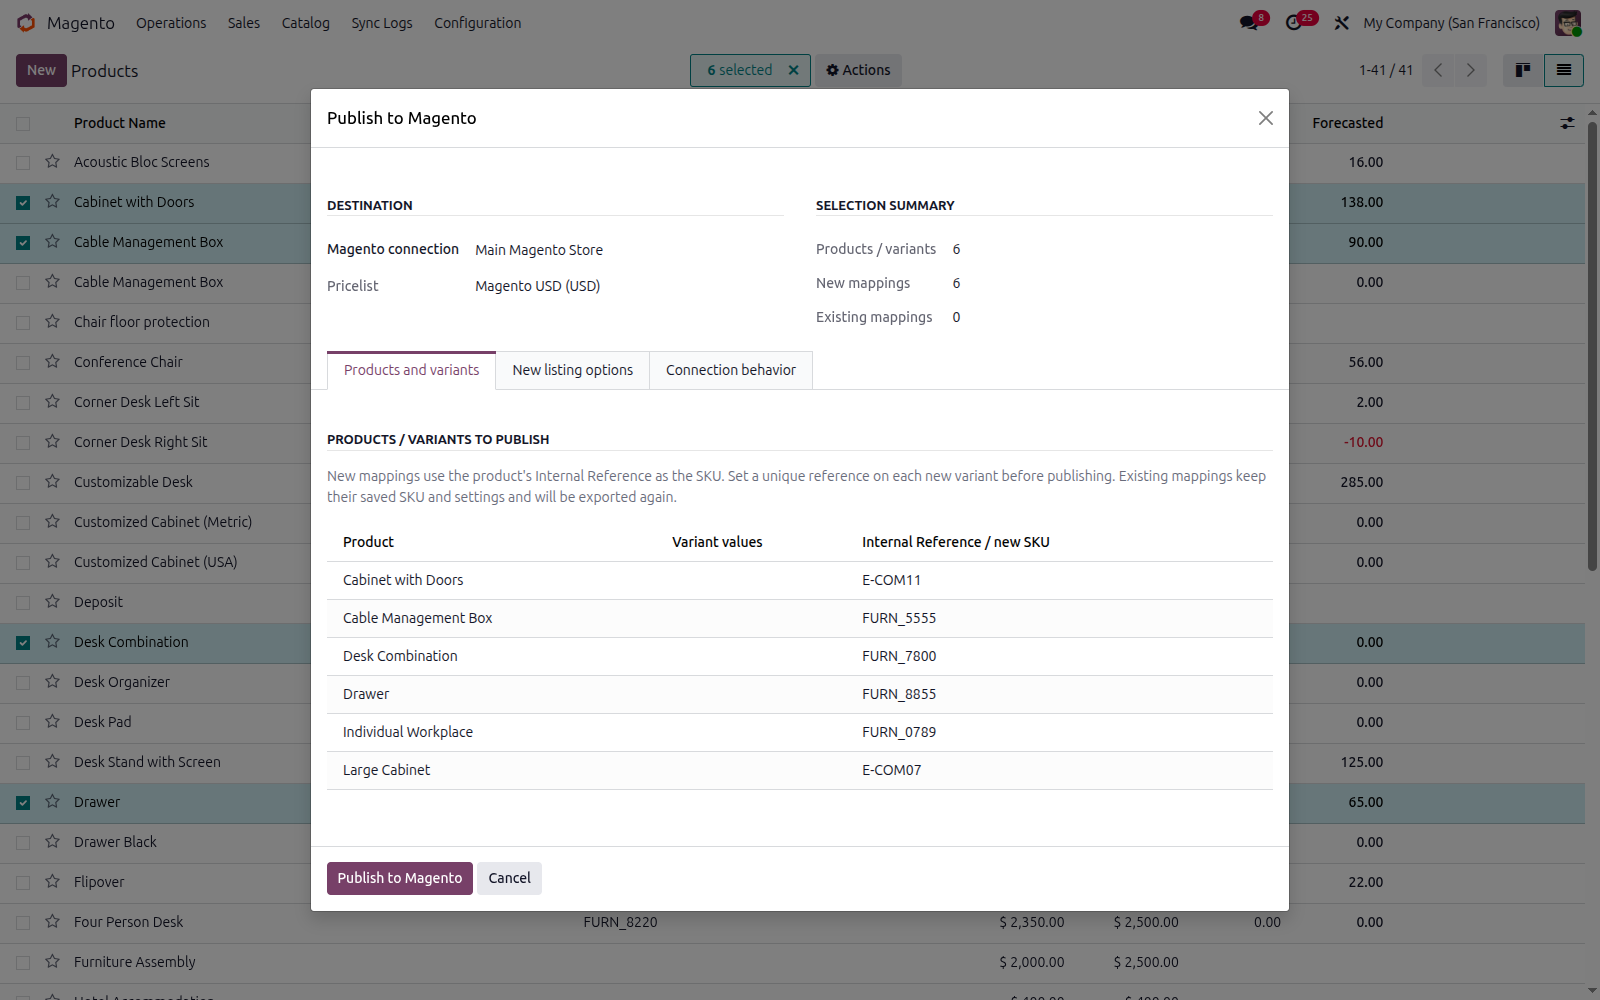 Magento Operations Sales Catalog Sync Logs Configuration 8 25 My Company (San Francisco)
New Products 6 selected Actions 1-41 / 41
Product Name Forecasted
Acoustic Bloc Screens 16.00
Cabinet with Doors 138.00
Cable Management Box 90.00
Cable Management Box 0.00
Chair floor protection
Conference Chair 56.00
Corner Desk Left Sit 2.00
Corner Desk Right Sit -10.00
Customizable Desk 285.00
Customized Cabinet (Metric) 0.00
Customized Cabinet (USA) 0.00
Deposit
Desk Combination 0.00
Desk Organizer 0.00
Desk Pad 0.00
Desk Stand with Screen 125.00
Drawer 65.00
Drawer Black 0.00
Flipover 22.00
Four Person Desk FURN_8220 $ 2,350.00 $ 2,500.00 0.00 0.00
Furniture Assembly $ 2,000.00 $ 2,500.00
Publish to Magento
DESTINATION
Magento connection Main Magento Store
Pricelist Magento USD (USD)
SELECTION SUMMARY
Products / variants 6
New mappings 6
Existing mappings 0
Products and variants New listing options Connection behavior
PRODUCTS / VARIANTS TO PUBLISH
New mappings use the product's Internal Reference as the SKU. Set a unique reference on each new variant before publishing. Existing mappings keep
their saved SKU and settings and will be exported again.
Product Variant values Internal Reference / new SKU
Cabinet with Doors E-COM11
Cable Management Box FURN_5555
Desk Combination FURN_7800
Drawer FURN_8855
Individual Workplace FURN_0789
Large Cabinet E-COM07
Publish to Magento Cancel